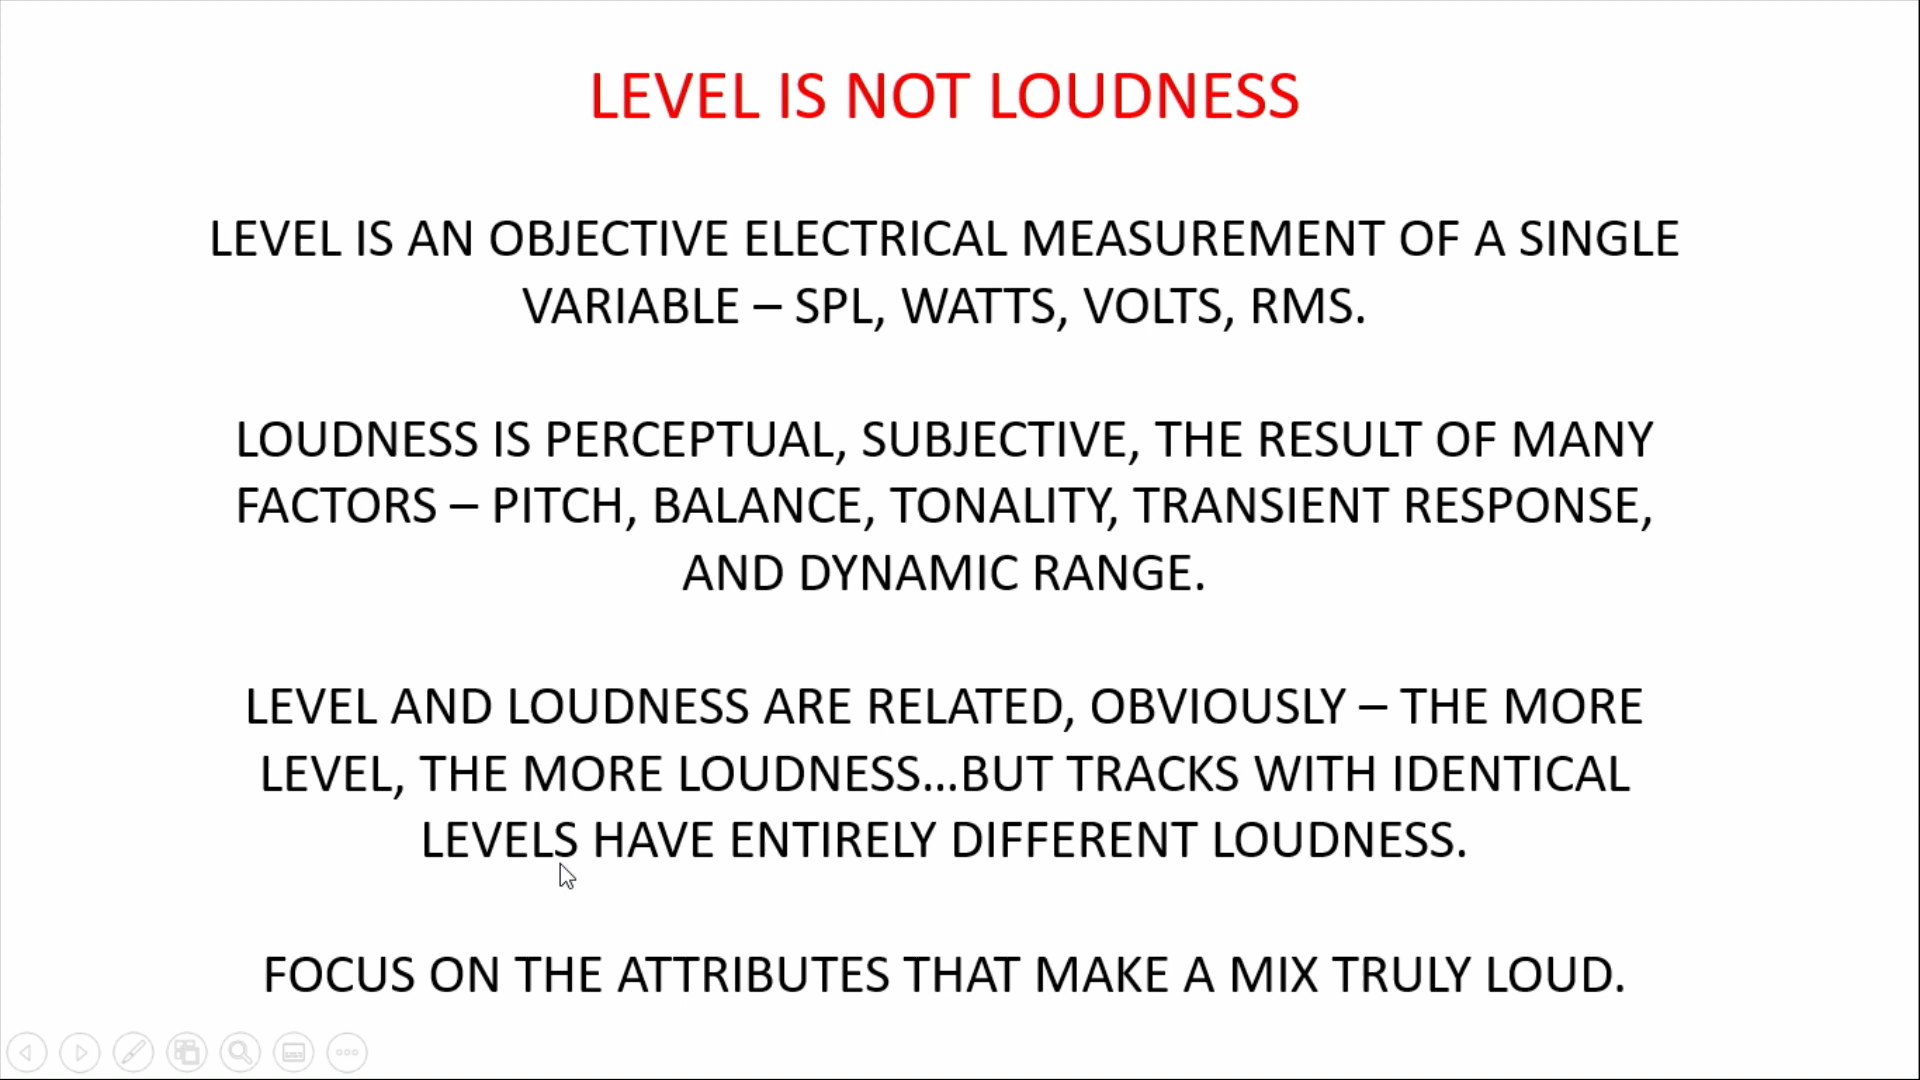 LEVEL IS NOT LOUDNESS
LEVEL IS AN OBJECTIVE ELECTRICAL MEASUREMENT OF A SINGLE
VARIABLE – SPL, WATTS, VOLTS, RMS.
LOUDNESS IS PERCEPTUAL, SUBJECTIVE, THE RESULT OF MANY
FACTORS – PITCH, BALANCE, TONALITY, TRANSIENT RESPONSE,
AND DYNAMIC RANGE.
LEVEL AND LOUDNESS ARE RELATED, OBVIOUSLY – THE MORE
LEVEL, THE MORE LOUDNESS…BUT TRACKS WITH IDENTICAL
LEVELS HAVE ENTIRELY DIFFERENT LOUDNESS.
FOCUS ON THE ATTRIBUTES THAT MAKE A MIX TRULY LOUD.